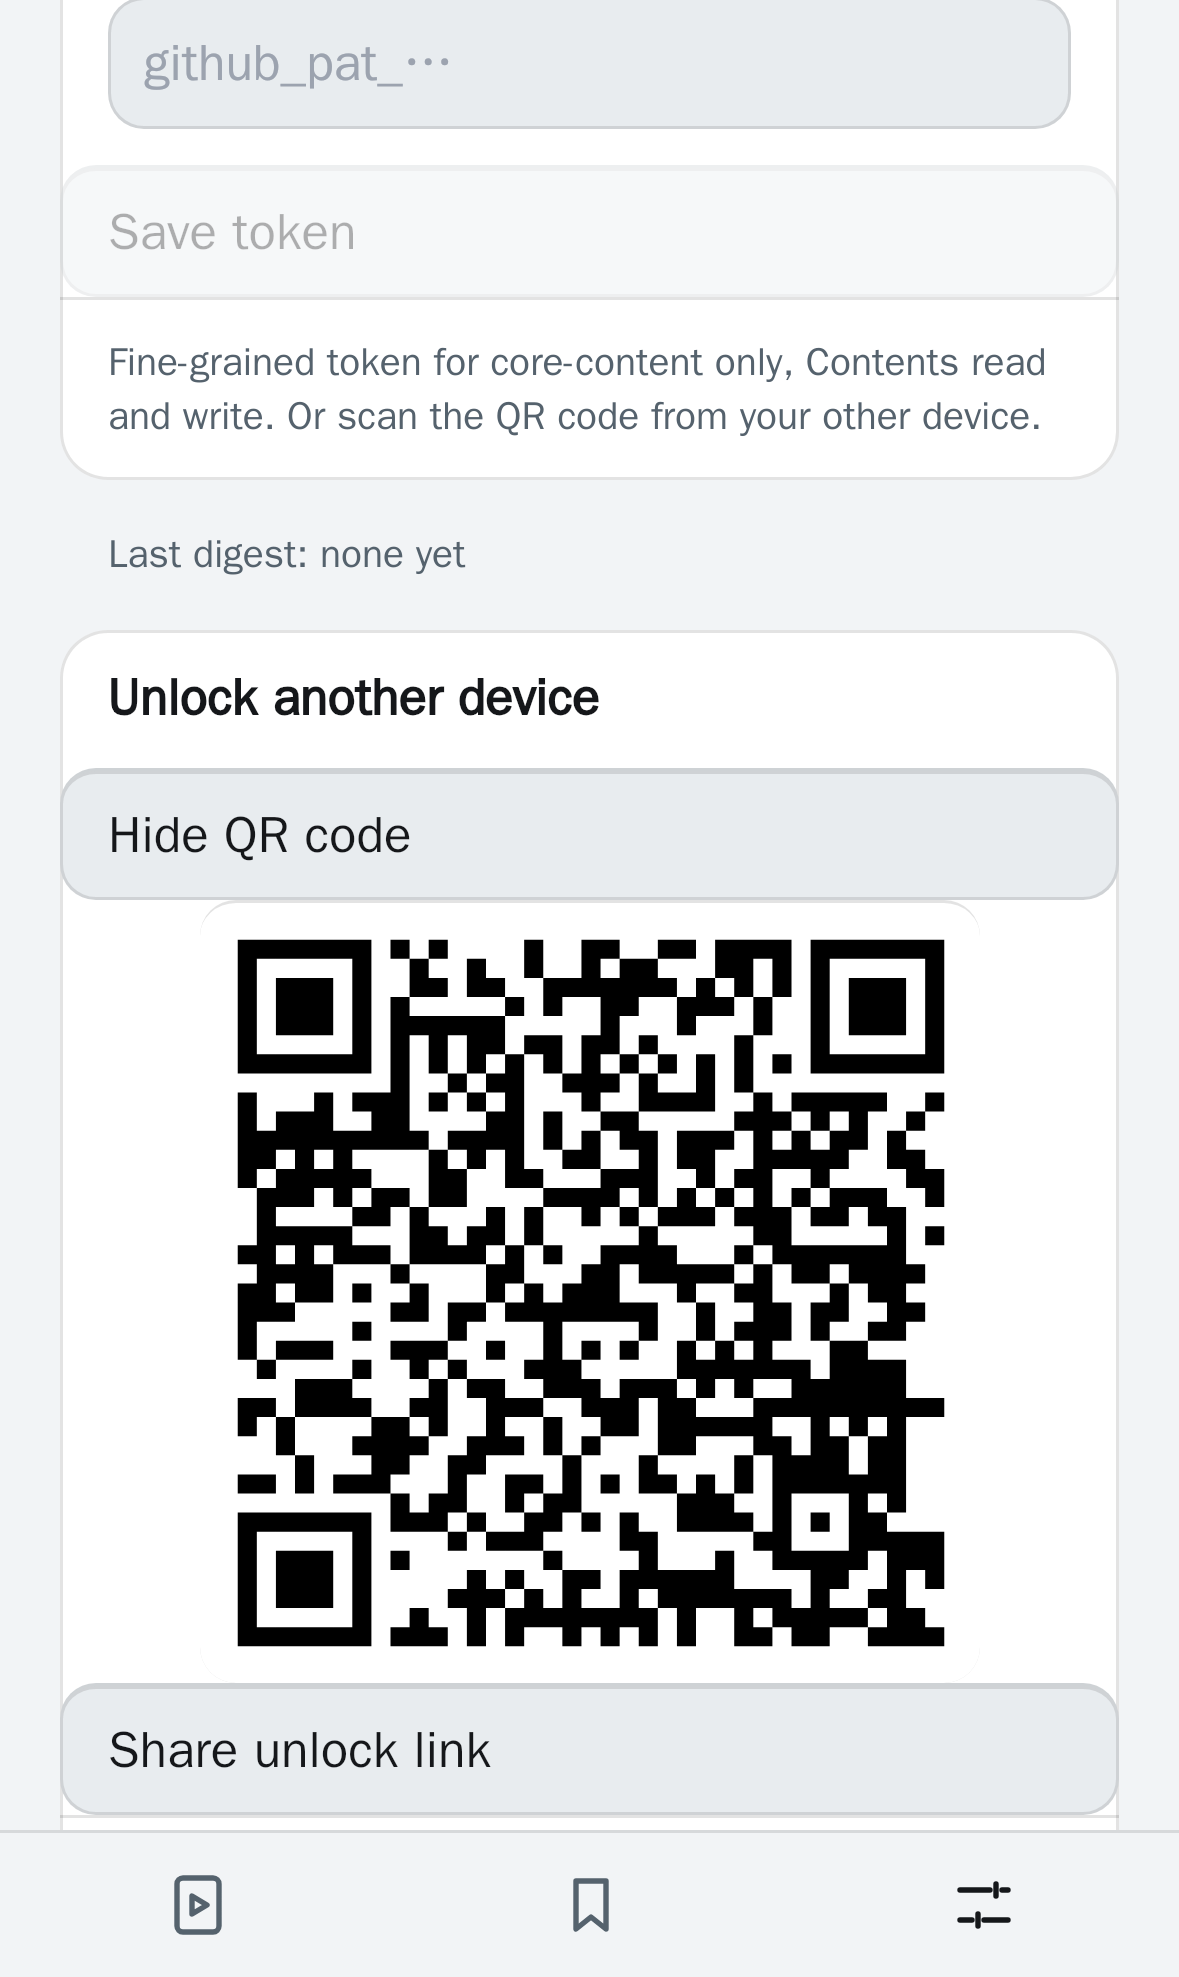 github_pat_…
Save token
Fine-grained token for core-content only, Contents read
and write. Or scan the QR code from your other device.
Last digest: none yet
Unlock another device
Hide QR code
Share unlock link